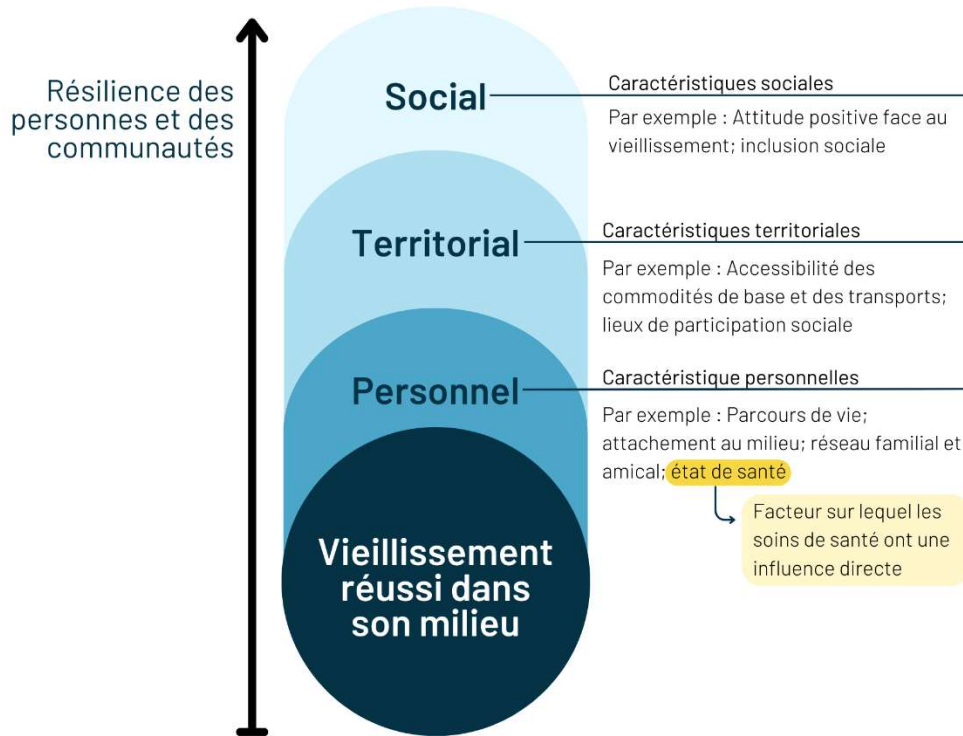 Résilience des
personnes et des
communautés
Social
Caractéristiques sociales
Par exemple : Attitude positive face au
vieillissement; inclusion sociale
Territorial
Caractéristiques territoriales
Par exemple : Accessibilité des
commodités de base et des transports;
lieux de participation sociale
Personnel
Caractéristique personnelles
Par exemple : Parcours de vie;
attachement au milieu; réseau familial et
amical; état de santé
Facteur sur lequel les
soins de santé ont une
influence directe
Vieillissement
réussi dans
son milieu